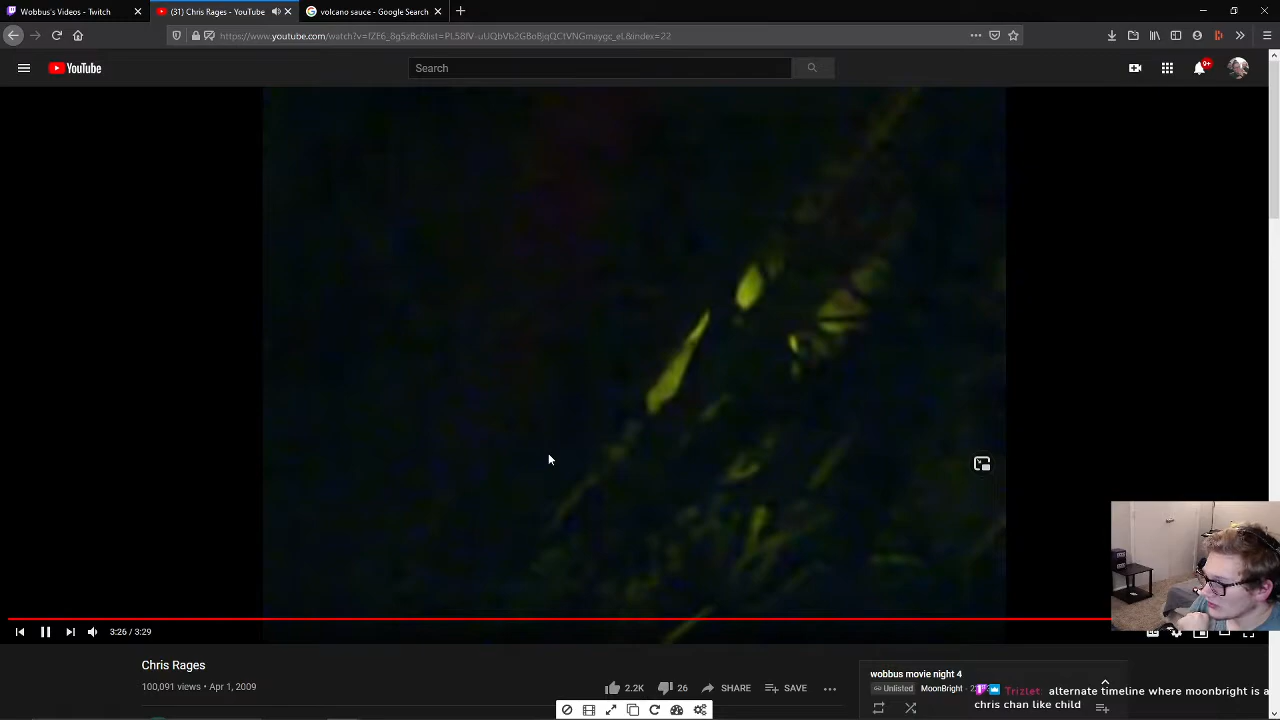 Wobbus's Videos - Twitch
(31) Chris Rages - YouTube
volcano sauce - Google Search
YouTube
Search
9+
3:26 / 3:29
Chris Rages
100,091 views • Apr 1, 2009
2.2K
26
SHARE
SAVE
wobbus movie night 4
Unlisted
MoonBright
Trizlet: alternate timeline where moonbright is a
chris chan like child